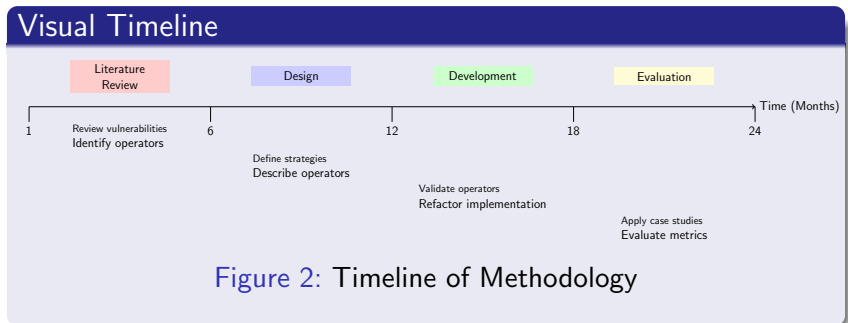 Visual Timeline
Literature
Review
Design
Development
Evaluation
Time (Months)
1
6
12
18
24
Review vulnerabilities
Identify operators
Define strategies
Describe operators
Validate operators
Refactor implementation
Apply case studies
Evaluate metrics
Figure 2: Timeline of Methodology